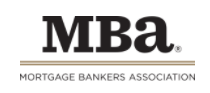 MBa.
MORTGAGE BANKERS ASSOCIATION